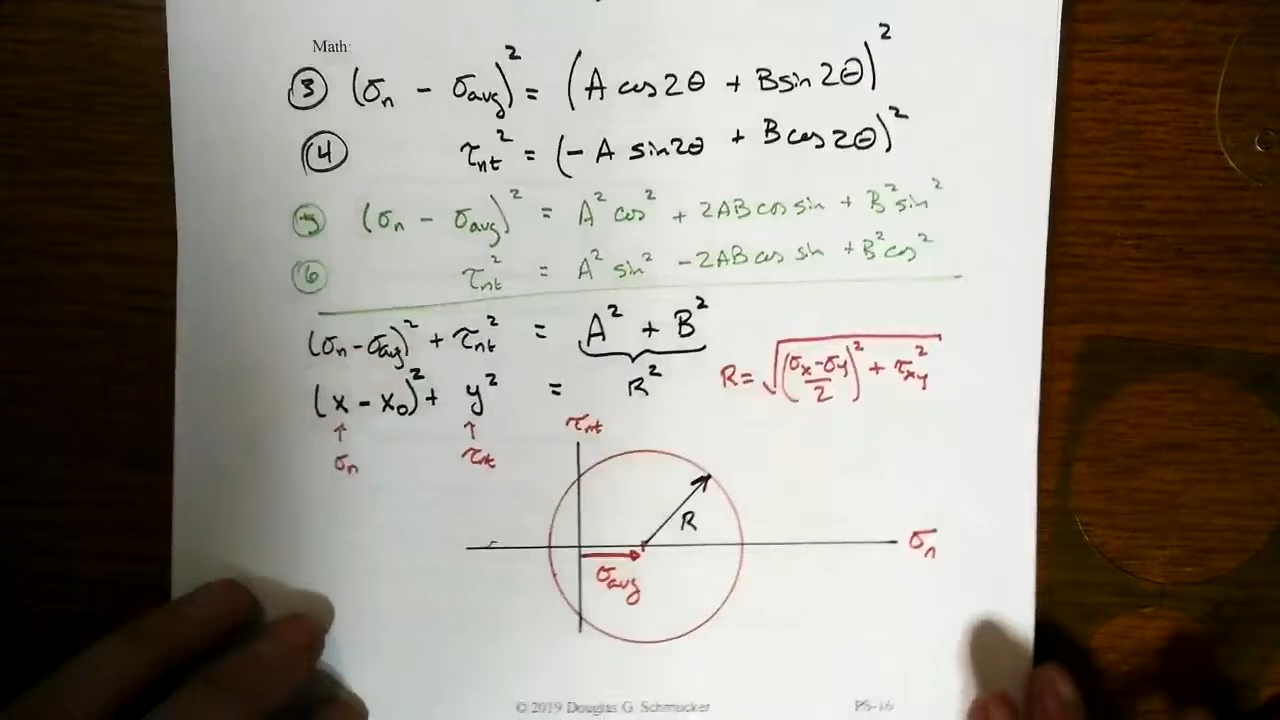 Math:
③ (σn - σavg)² = (A cos 2θ + B sin 2θ)²
④ τnt² = (- A sin 2θ + B cos 2θ)²
⑤ (σn - σavg)² = A² cos² + 2AB cos sin + B² sin²
⑥ τnt² = A² sin² - 2AB cos sin + B² cos²
(σn - σavg)² + τnt² = A² + B²
(x - x₀)² + y² = R²
R = √((σx - σy)/2)² + τxy²
↑ ↑
σn τnt
τnt
R
σn
σavg
© 2019 Douglas G. Schmucker PS-16